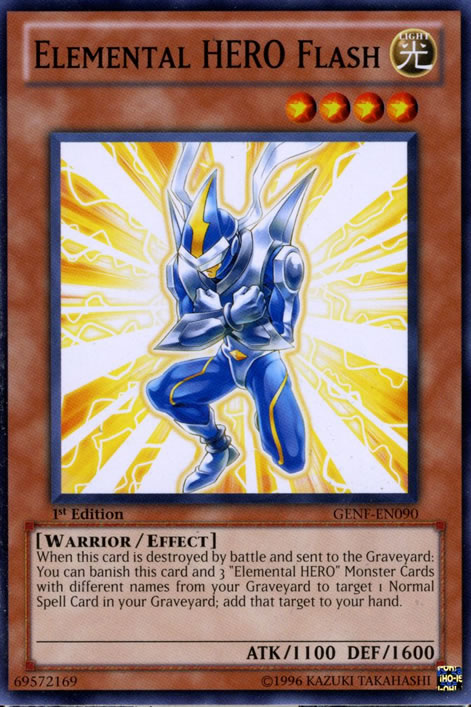 ELEMENTAL HERO FLASH
LIGHT
光
1st Edition
GENF-EN090
[WARRIOR / EFFECT]
When this card is destroyed by battle and sent to the Graveyard:
You can banish this card and 3 "Elemental HERO" Monster Cards
with different names from your Graveyard to target 1 Normal
Spell Card in your Graveyard; add that target to your hand.
ATK/1100 DEF/1600
69572169
©1996 KAZUKI TAKAHASHI